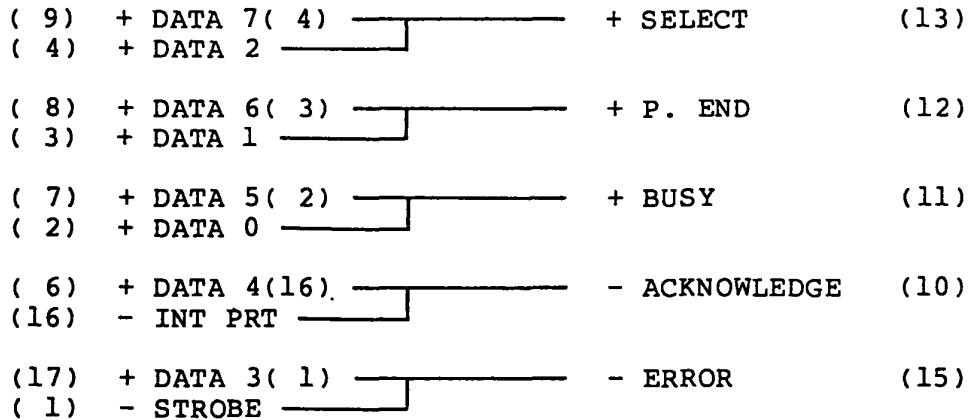 ( 9) + DATA 7( 4) + SELECT (13)
( 4) + DATA 2
( 8) + DATA 6( 3) + P. END (12)
( 3) + DATA 1
( 7) + DATA 5( 2) + BUSY (11)
( 2) + DATA 0
( 6) + DATA 4(16) - ACKNOWLEDGE (10)
(16) - INT PRT
(17) + DATA 3( 1) - ERROR (15)
( 1) - STROBE